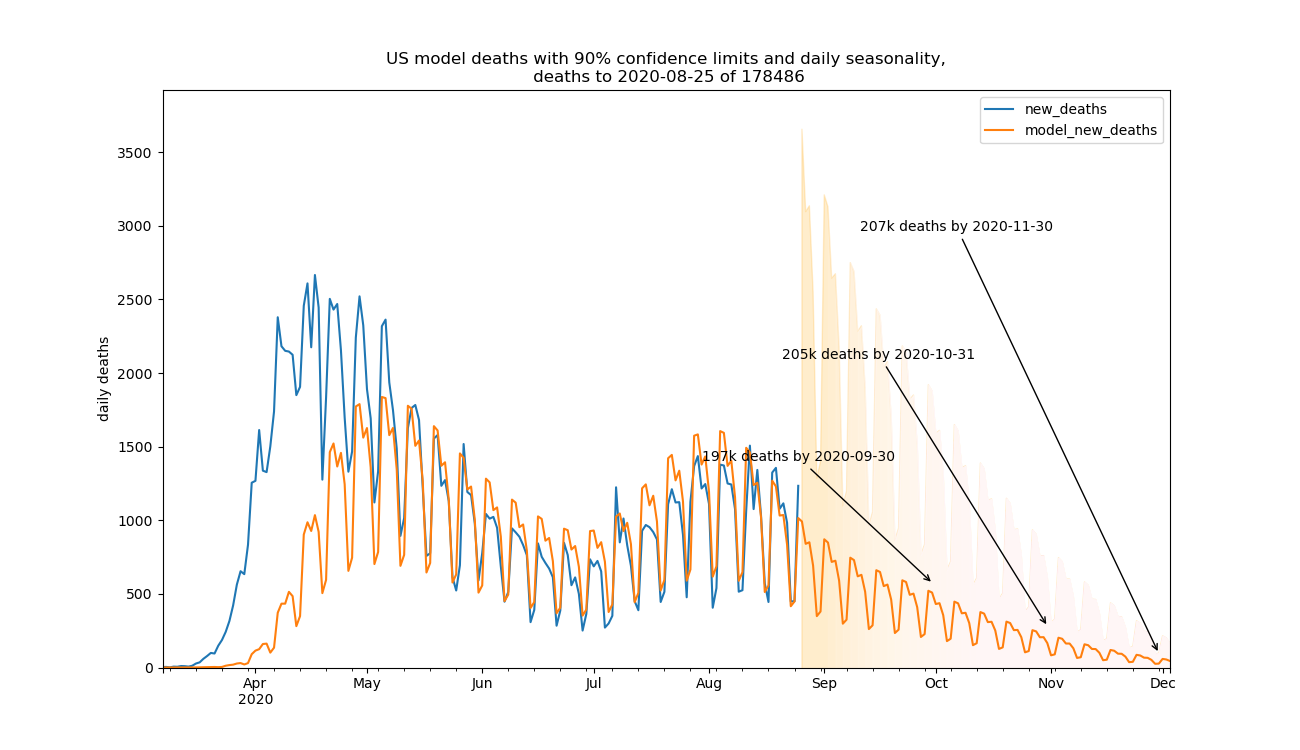 US model deaths with 90% confidence limits and daily seasonality,
deaths to 2020-08-25 of 178486
new_deaths
model_new_deaths
daily deaths
3500
3000
2500
2000
1500
1000
500
0
207k deaths by 2020-11-30
205k deaths by 2020-10-31
197k deaths by 2020-09-30
Apr
2020
May
Jun
Jul
Aug
Sep
Oct
Nov
Dec